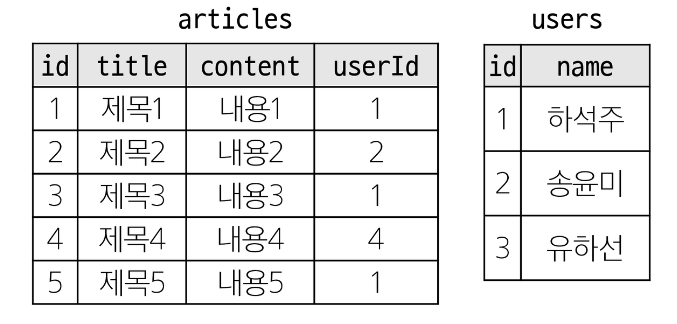 articles
id title content userId
1 제목1 내용1 1
2 제목2 내용2 2
3 제목3 내용3 1
4 제목4 내용4 4
5 제목5 내용5 1
users
id name
1 하석주
2 송윤미
3 유하선